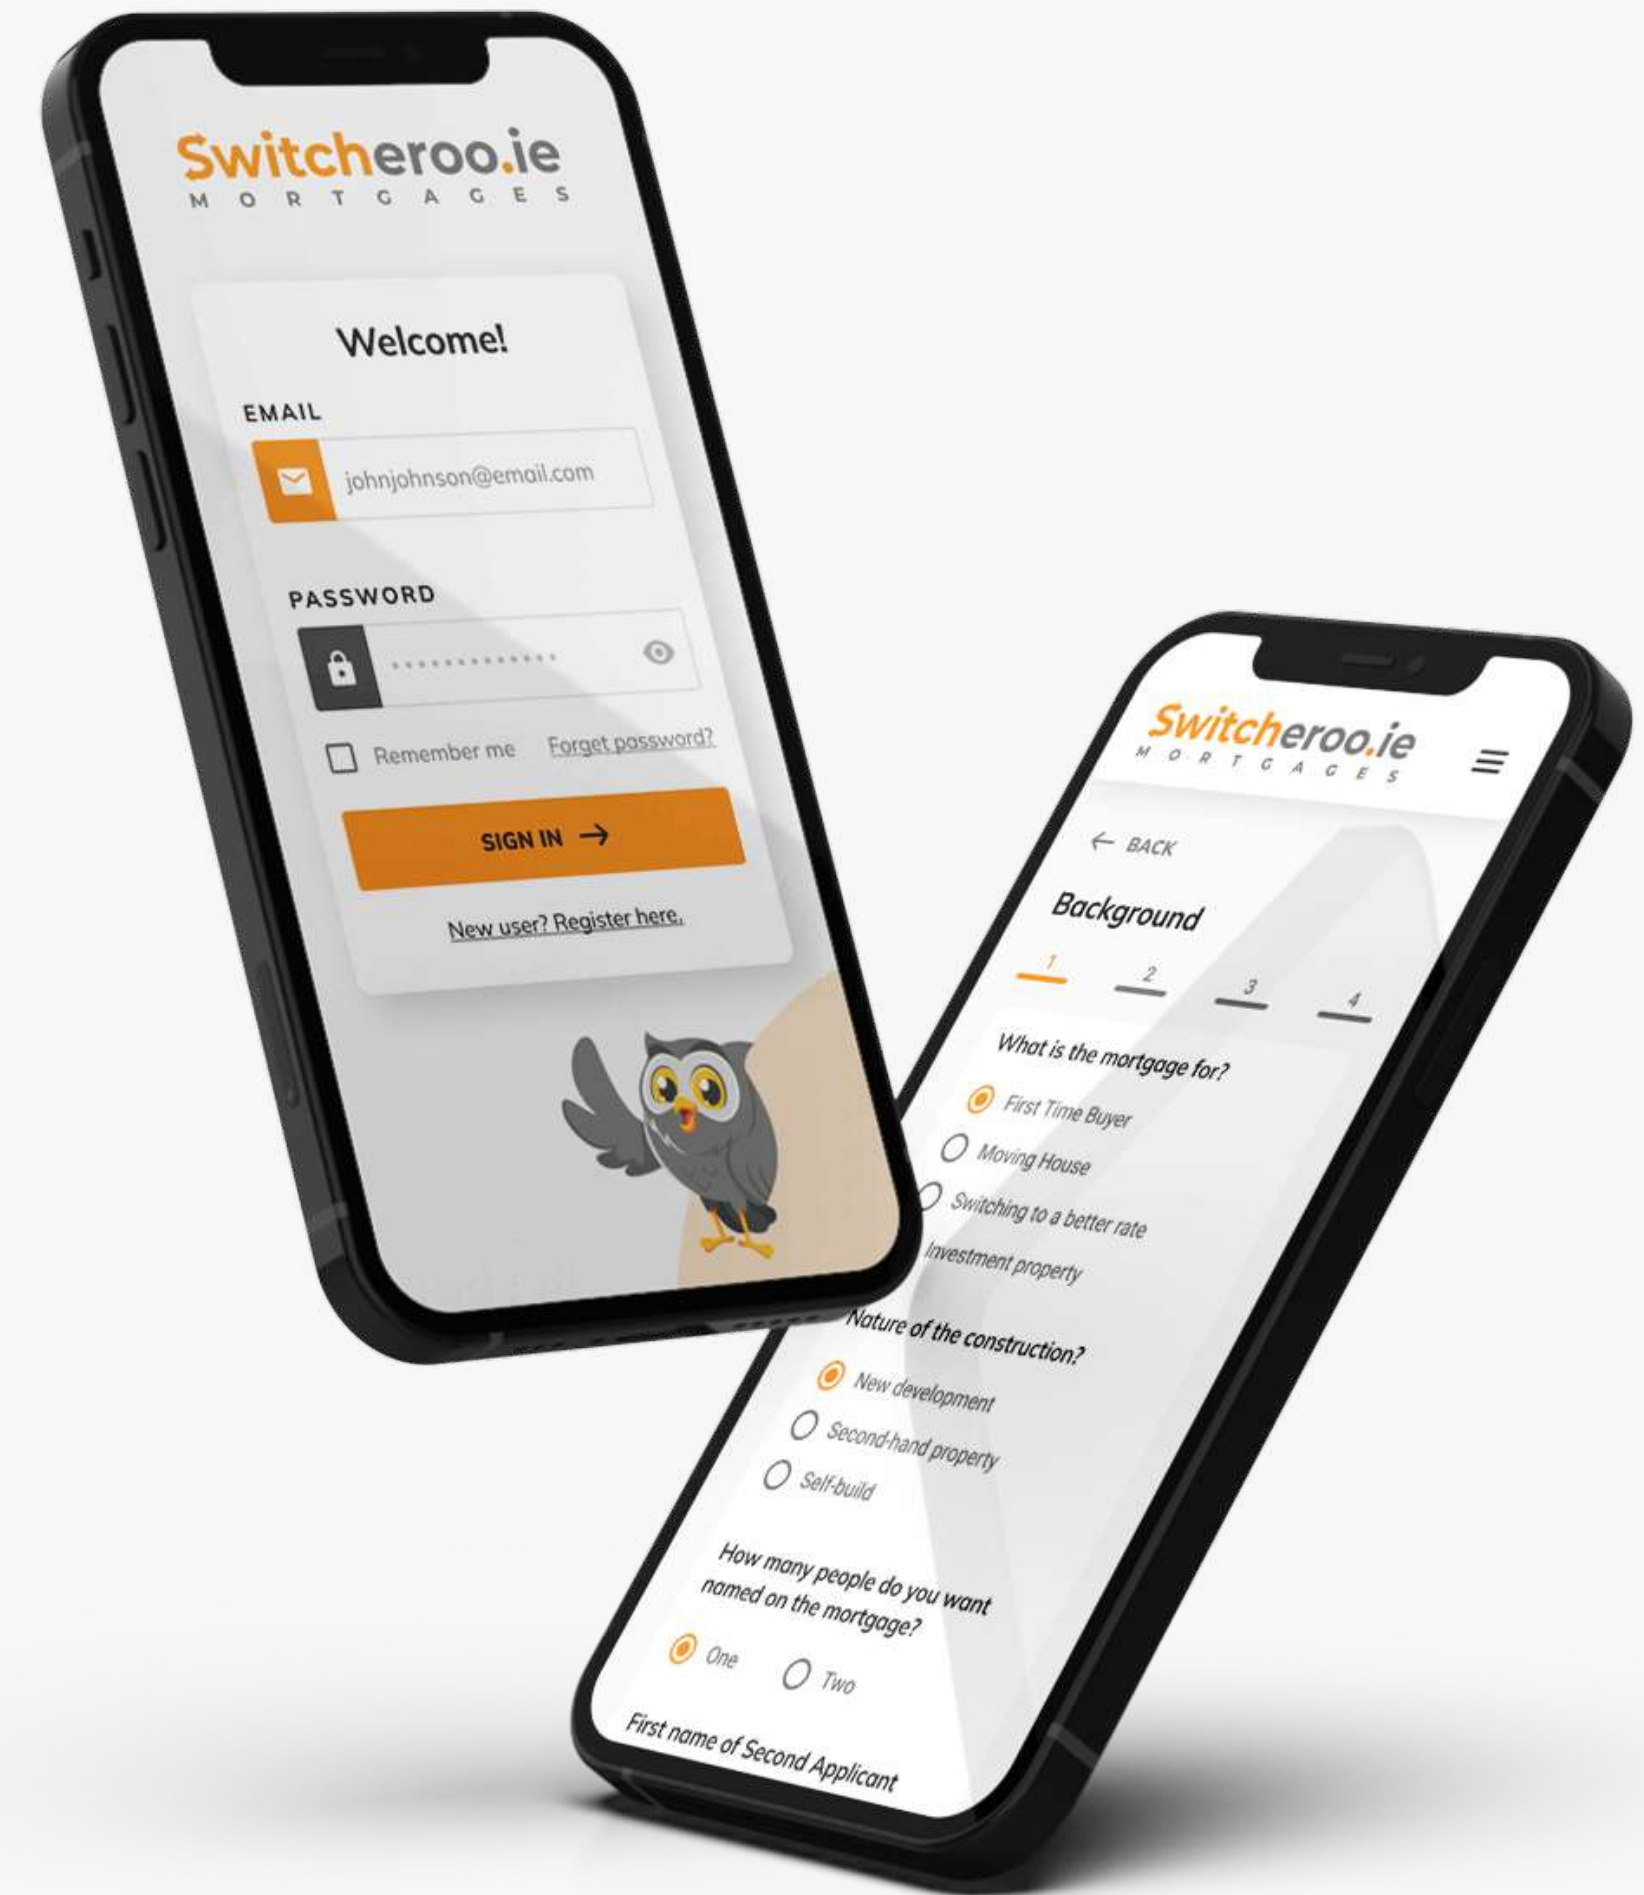 Switcheroo.ie
MORTGAGES
Welcome!
EMAIL
johnjohnson@email.com
PASSWORD
Remember me Forget password?
SIGN IN →
New user? Register here.
Switcheroo.ie
MORTGAGES
← BACK
Background
1 2 3 4
What is the mortgage for?
First Time Buyer
Moving House
Switching to a better rate
Investment property
Nature of the construction?
New development
Second-hand property
Self-build
How many people do you want
named on the mortgage?
One Two
First name of Second Applicant